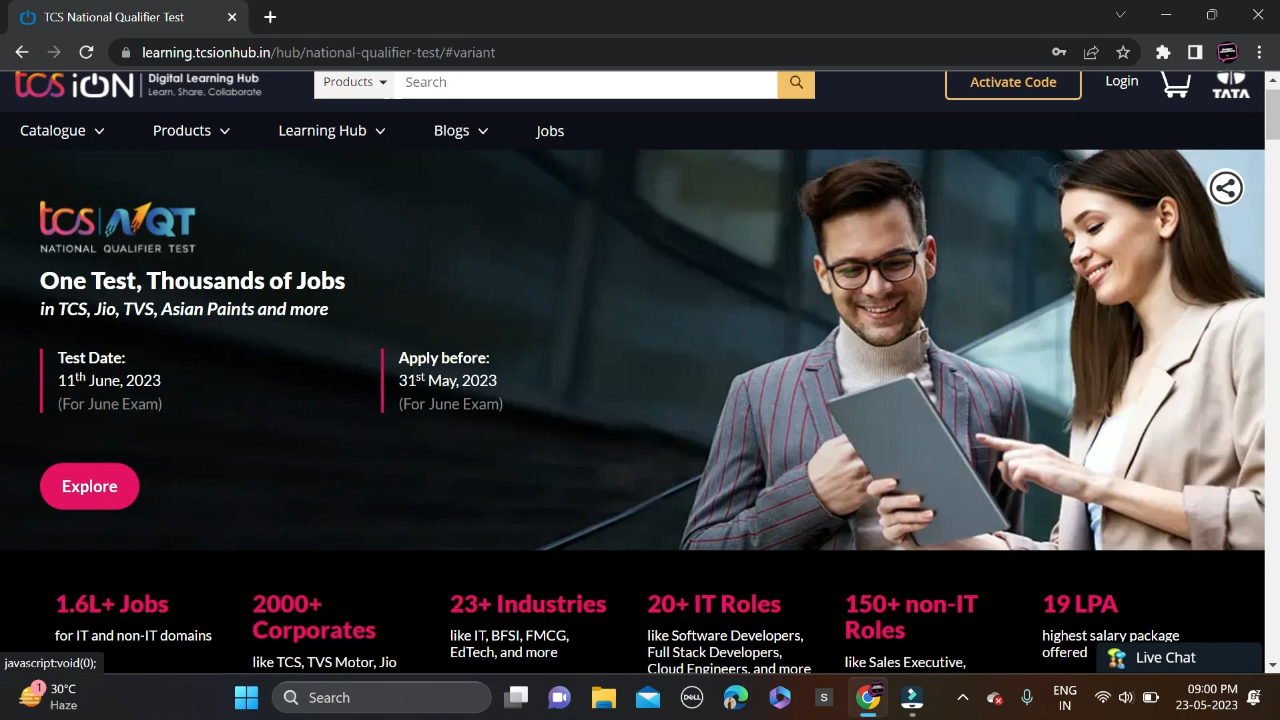 TCS National Qualifier Test
learning.tcsionhub.in/hub/national-qualifier-test/#variant
tcs iON Digital Learning Hub
Learn, Share, Collaborate
Products
Search
Activate Code
Login
TATA
Catalogue
Products
Learning Hub
Blogs
Jobs
tcs NQT
NATIONAL QUALIFIER TEST
One Test, Thousands of Jobs
in TCS, Jio, TVS, Asian Paints and more
Test Date:
11th June, 2023
(For June Exam)
Apply before:
31st May, 2023
(For June Exam)
Explore
1.6L+ Jobs
for IT and non-IT domains
2000+
Corporates
like TCS, TVS Motor, Jio
23+ Industries
like IT, BFSI, FMCG,
EdTech, and more
20+ IT Roles
like Software Developers,
Full Stack Developers,
Cloud Engineers, and more
150+ non-IT
Roles
like Sales Executive,
19 LPA
highest salary package
offered
Live Chat
javascript:void(0);
1
30°C
Haze
Search
DELL
S
ENG
IN
09:00 PM
23-05-2023